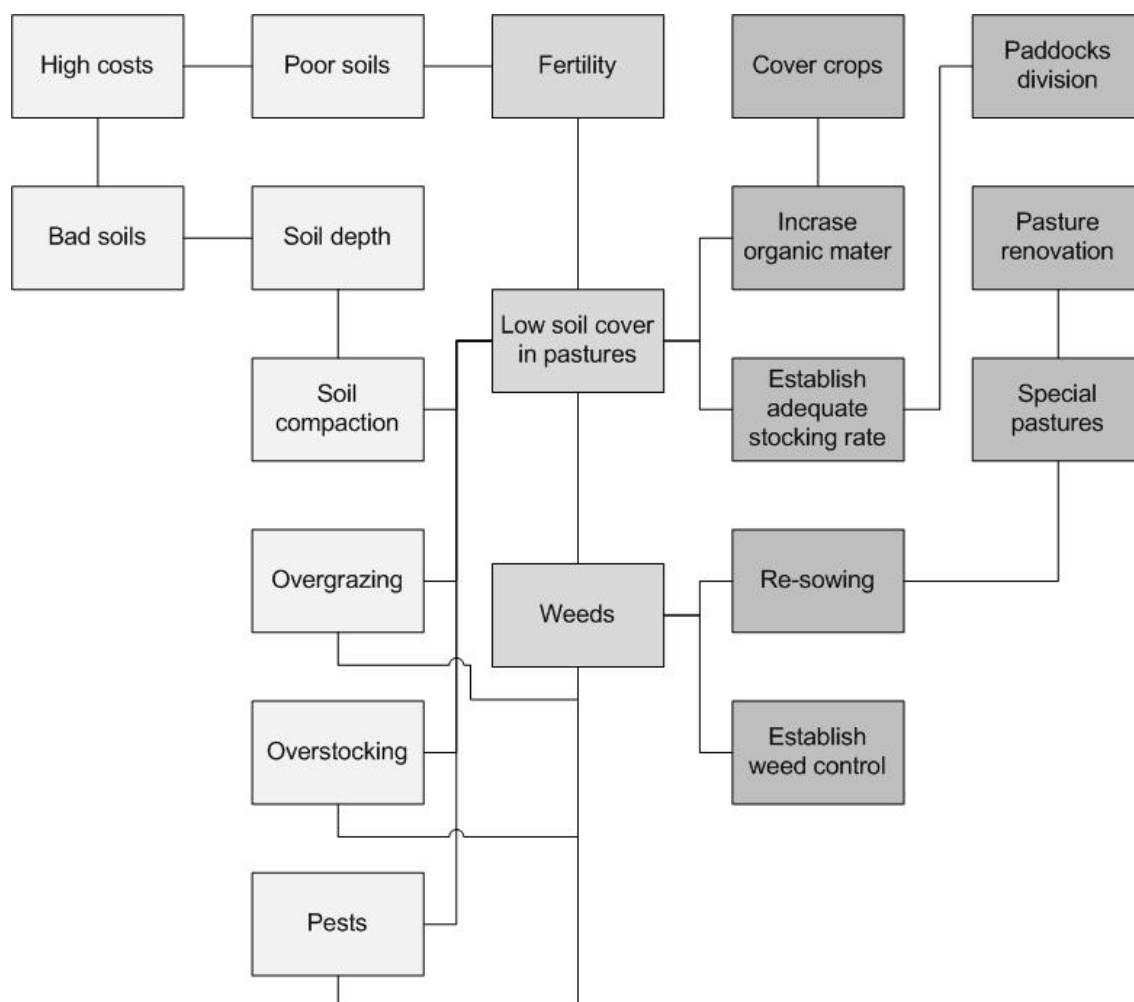 High costs
Poor soils
Fertility
Cover crops
Paddocks
division
Bad soils
Soil depth
Incrase
organic mater
Pasture
renovation
Low soil cover
in pastures
Soil
compaction
Establish
adequate
stocking rate
Special
pastures
Overgrazing
Weeds
Re-sowing
Overstocking
Establish
weed control
Pests